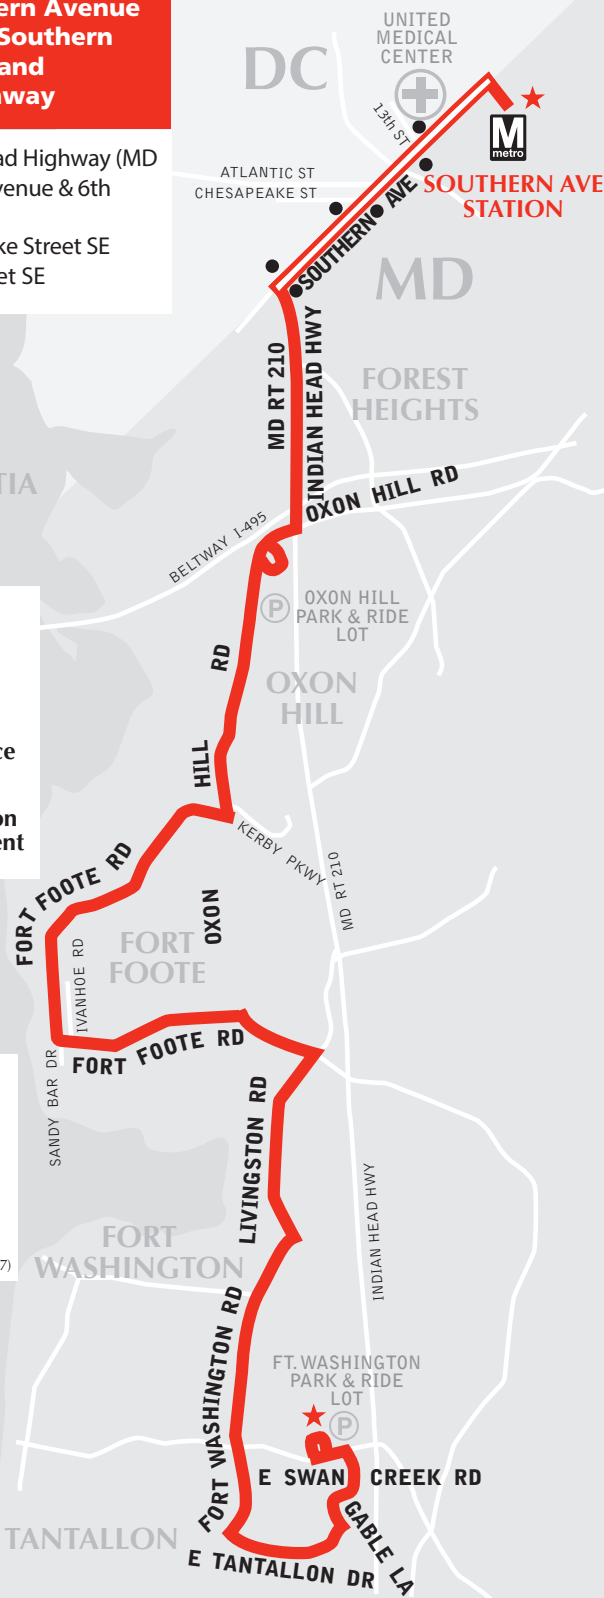 ern Avenue
Southern
and
way
ad Highway (MD
venue & 6th
ke Street SE
et SE
DC
UNITED
MEDICAL
CENTER
13th ST
M
metro
ATLANTIC ST
CHESAPEAKE ST
SOUTHERN AVE
STATION
SOUTHERN AVE
MD
MD RT 210
INDIAN HEAD HWY
FOREST
HEIGHTS
TIA
OXON HILL RD
BELTWAY I-495
P
OXON HILL
PARK & RIDE
LOT
RD
OXON
HILL
HILL
ce
on
ent
KERBY PKWY
MD RT 210
FORT FOOTE RD
OXON
FORT
FOOTE
IVANHOE RD
FORT FOOTE RD
SANDY BAR DR
LIVINGSTON RD
INDIAN HEAD HWY
FORT
WASHINGTON
7)
FORT WASHINGTON RD
FT. WASHINGTON
PARK & RIDE
LOT
P
E SWAN CREEK RD
GABLE LA
TANTALLON
E TANTALLON DR